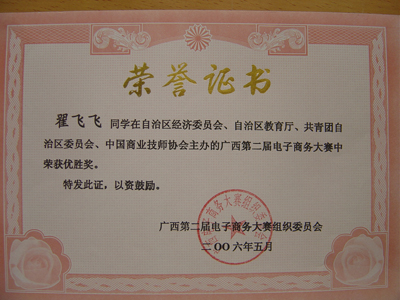 荣誉证书
翟飞飞 同学在自治区经济委员会、自治区教育厅、共青团自
治区委员会、中国商业技师协会主办的广西第二届电子商务大赛中
荣获优胜奖。
特发此证，以资鼓励。
广西第二届电子商务大赛组织委员会
二OO六年五月